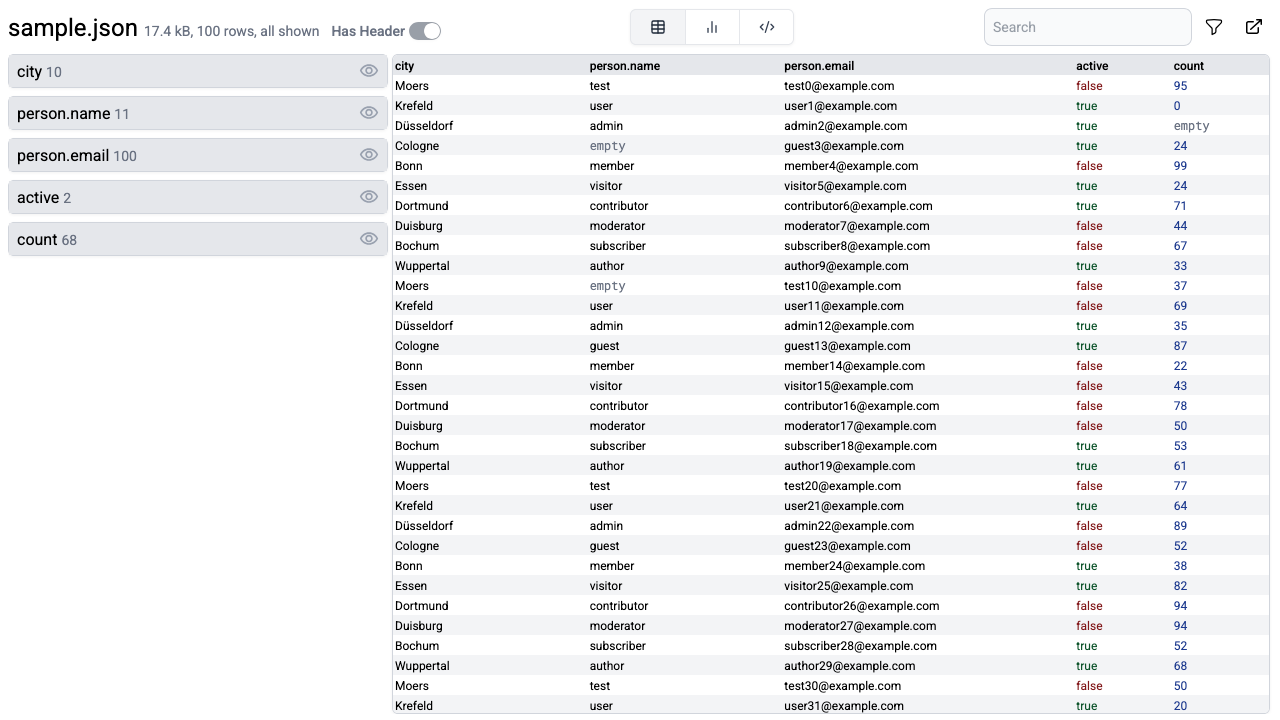 sample.json 17.4 kB, 100 rows, all shown Has Header Search
city 10
person.name 11
person.email 100
active 2
count 68
city person.name person.email active count
Moers test test0@example.com false 95
Krefeld user user1@example.com true 0
Düsseldorf admin admin2@example.com true empty
Cologne empty guest3@example.com true 24
Bonn member member4@example.com false 99
Essen visitor visitor5@example.com true 24
Dortmund contributor contributor6@example.com true 71
Duisburg moderator moderator7@example.com false 44
Bochum subscriber subscriber8@example.com false 67
Wuppertal author author9@example.com true 33
Moers empty test10@example.com false 37
Krefeld user user11@example.com false 69
Düsseldorf admin admin12@example.com true 35
Cologne guest guest13@example.com true 87
Bonn member member14@example.com false 22
Essen visitor visitor15@example.com false 43
Dortmund contributor contributor16@example.com false 78
Duisburg moderator moderator17@example.com false 50
Bochum subscriber subscriber18@example.com true 53
Wuppertal author author19@example.com true 61
Moers test test20@example.com false 77
Krefeld user user21@example.com true 64
Düsseldorf admin admin22@example.com false 89
Cologne guest guest23@example.com false 52
Bonn member member24@example.com true 38
Essen visitor visitor25@example.com true 82
Dortmund contributor contributor26@example.com false 94
Duisburg moderator moderator27@example.com false 94
Bochum subscriber subscriber28@example.com true 52
Wuppertal author author29@example.com true 68
Moers test test30@example.com false 50
Krefeld user user31@example.com true 20